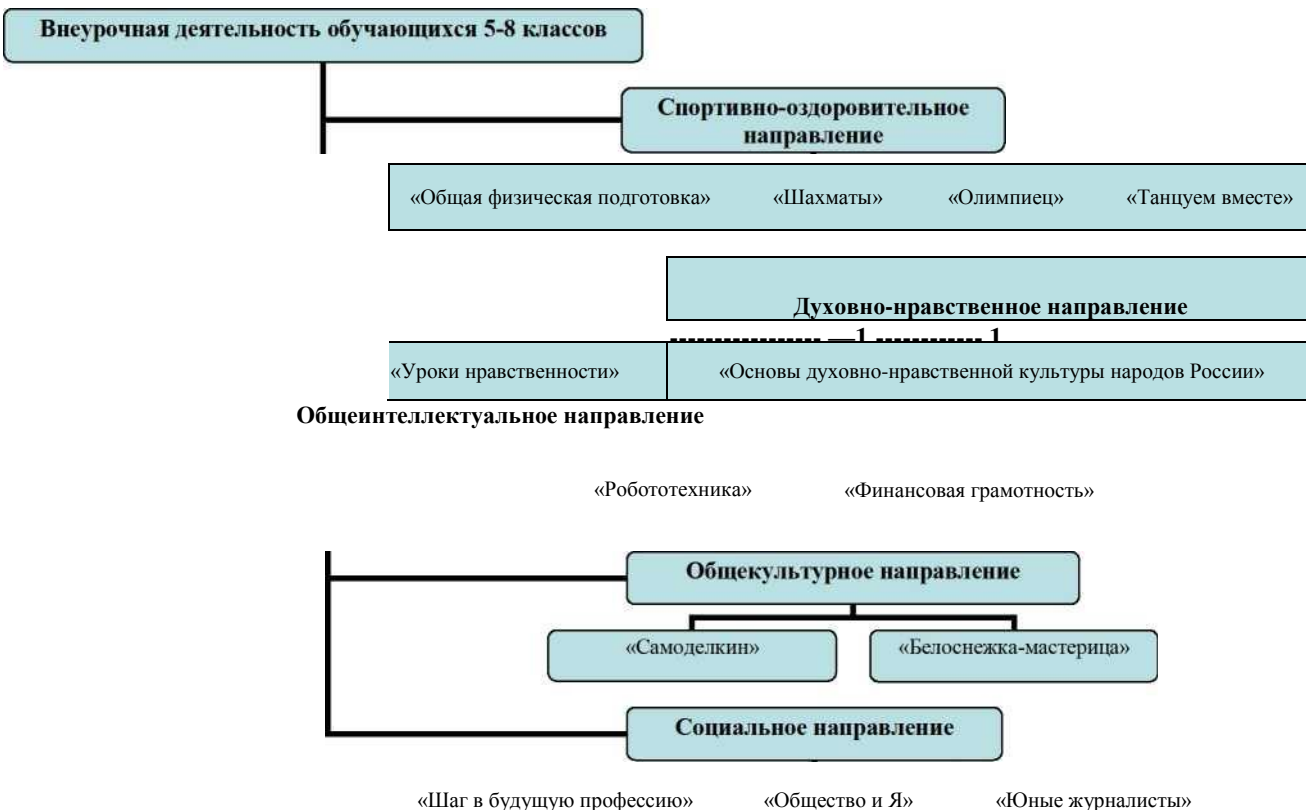 Внеурочная деятельность обучающихся 5-8 классов
Спортивно-оздоровительное
направление
«Общая физическая подготовка» «Шахматы» «Олимпиец» «Танцуем вместе»
Духовно-нравственное направление
----------------- —1 ------------ 1
«Уроки нравственности» «Основы духовно-нравственной культуры народов России»
Общеинтеллектуальное направление
«Робототехника» «Финансовая грамотность»
Общекультурное направление
«Самоделкин» «Белоснежка-мастерица»
Социальное направление
«Шаг в будущую профессию» «Общество и Я» «Юные журналисты»